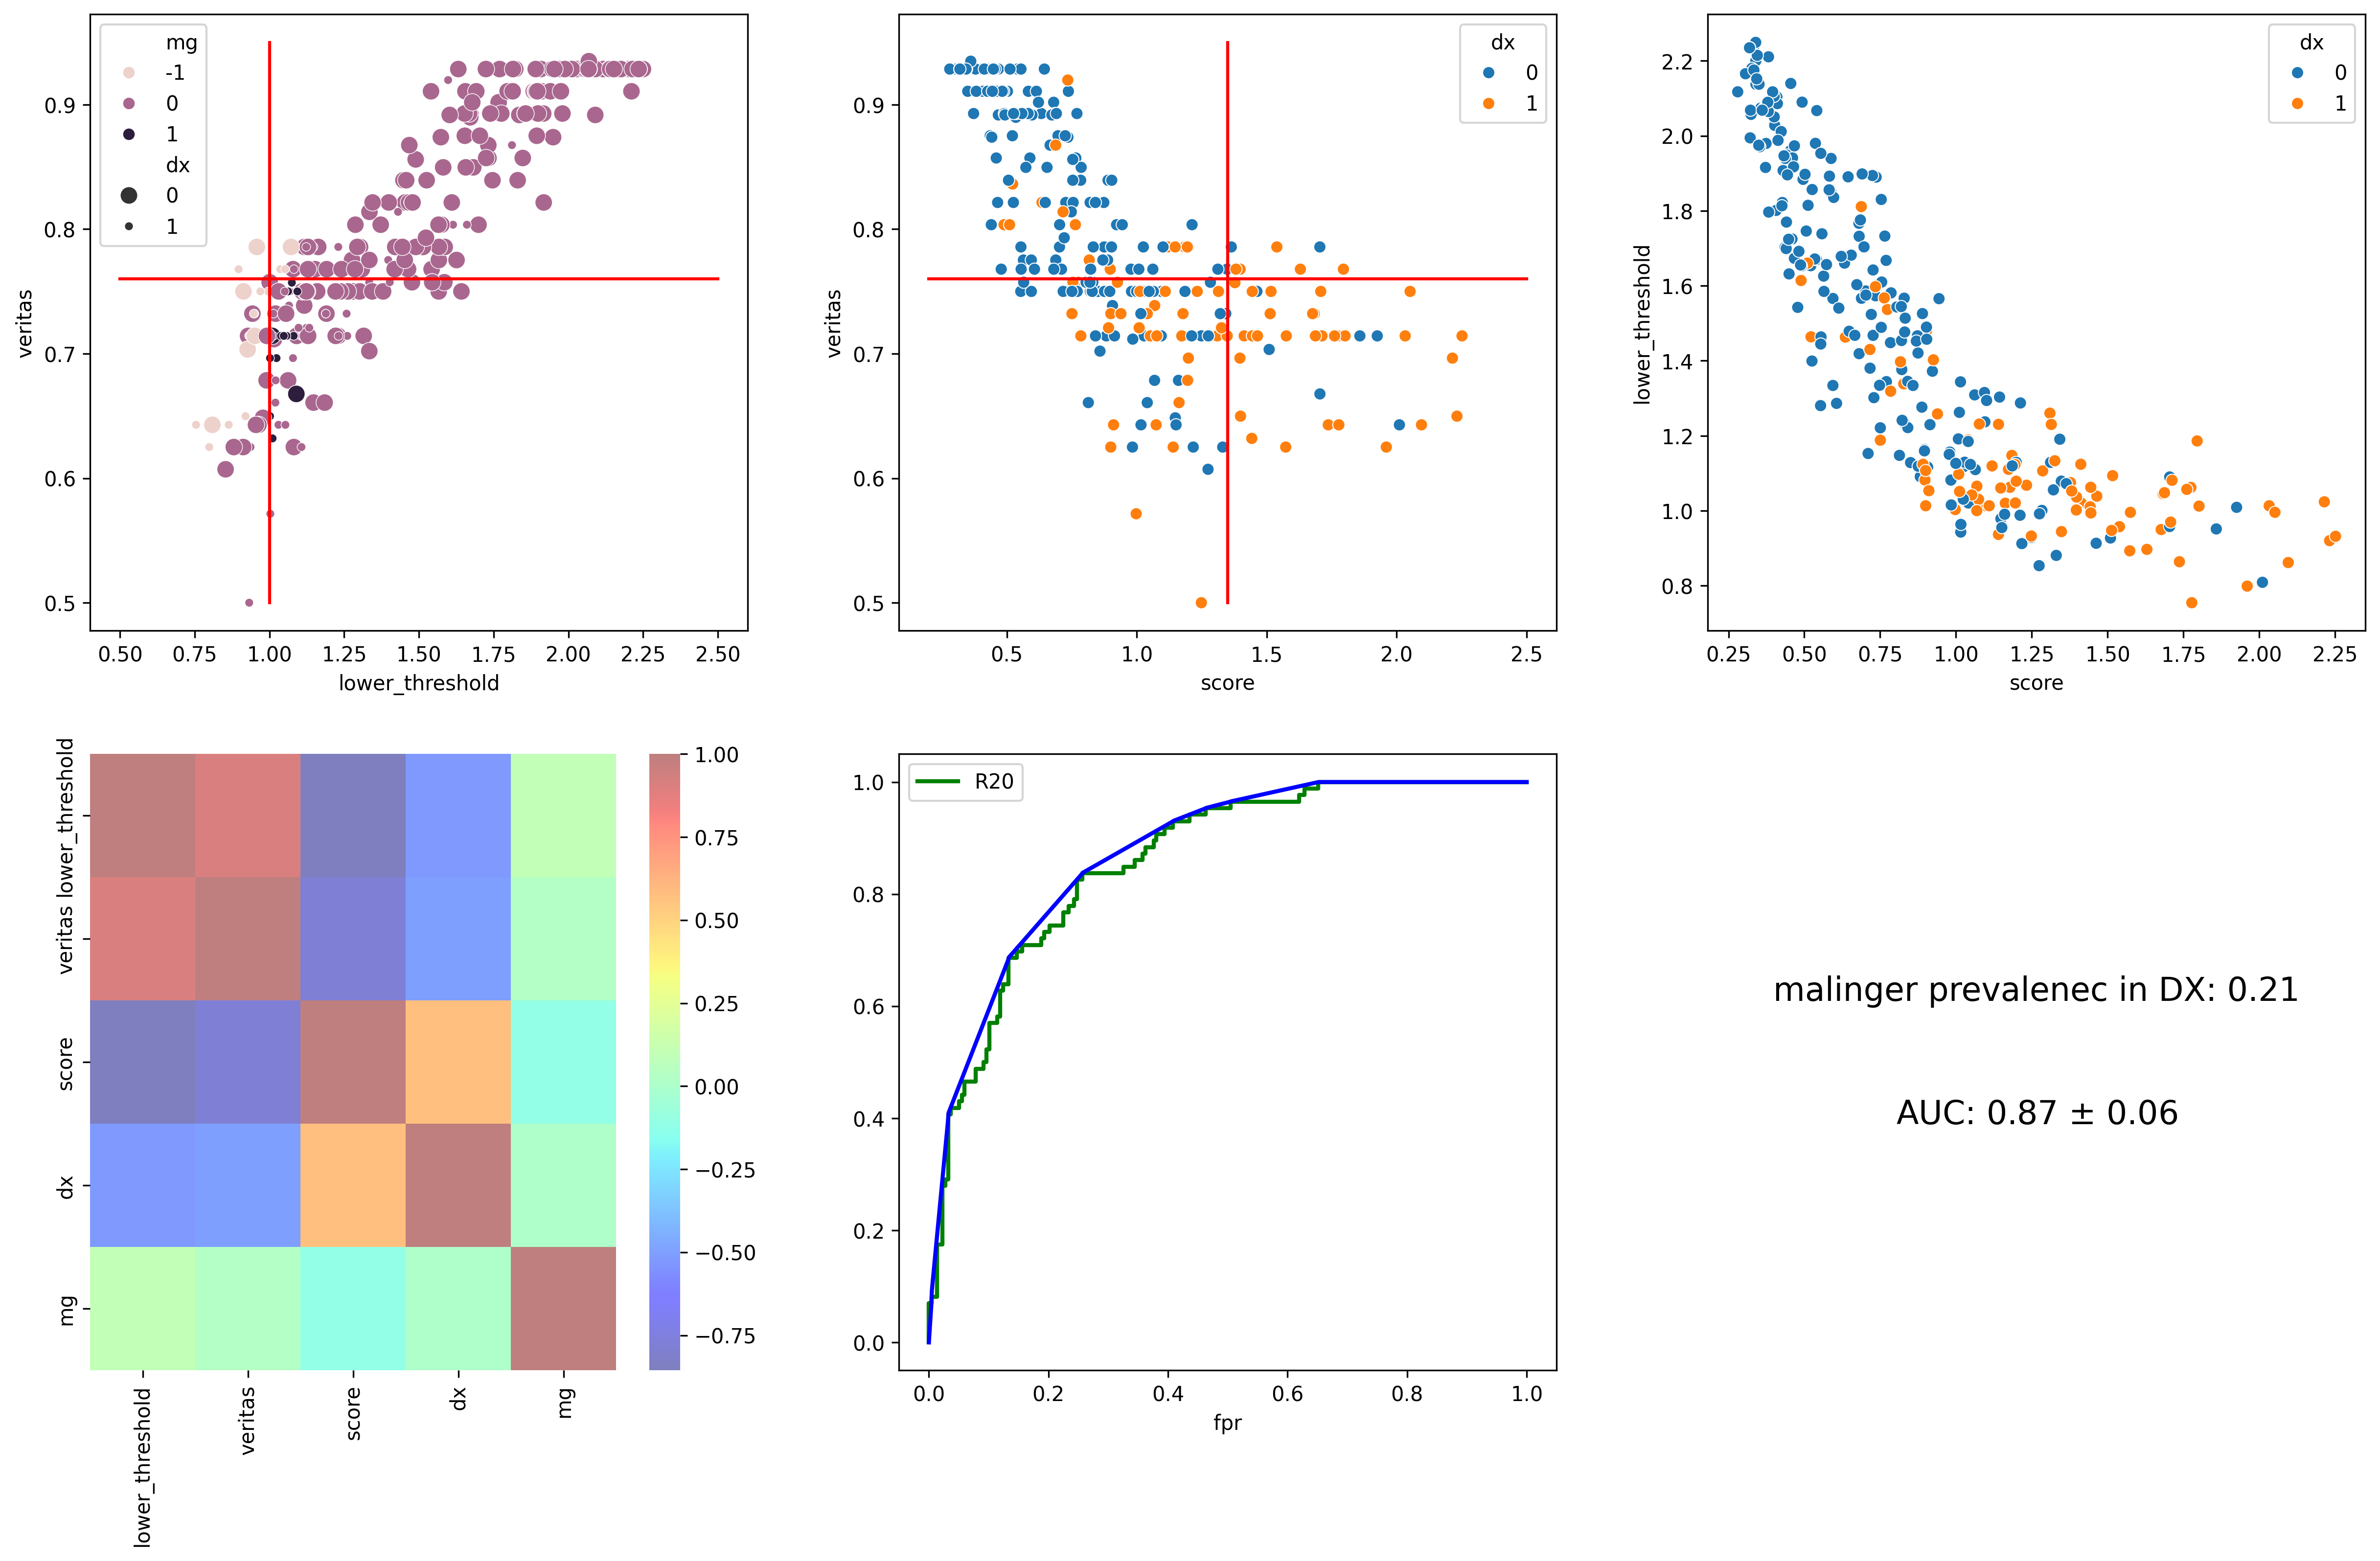 mg
-1
0
1
dx
0
1
0.9
0.8
0.7
0.6
0.5
veritas
0.50 0.75 1.00 1.25 1.50 1.75 2.00 2.25 2.50
lower_threshold
dx
0
1
0.9
0.8
0.7
0.6
0.5
veritas
0.5 1.0 1.5 2.0 2.5
score
dx
0
1
2.2
2.0
1.8
1.6
1.4
1.2
1.0
0.8
lower_threshold
0.25 0.50 0.75 1.00 1.25 1.50 1.75 2.00 2.25
score
lower_threshold
veritas
score
dx
mg
lower_threshold
veritas
score
dx
mg
1.00
0.75
0.50
0.25
0.00
−0.25
−0.50
−0.75
R20
1.0
0.8
0.6
0.4
0.2
0.0
0.0 0.2 0.4 0.6 0.8 1.0
fpr
malinger prevalenec in DX: 0.21
AUC: 0.87 ± 0.06